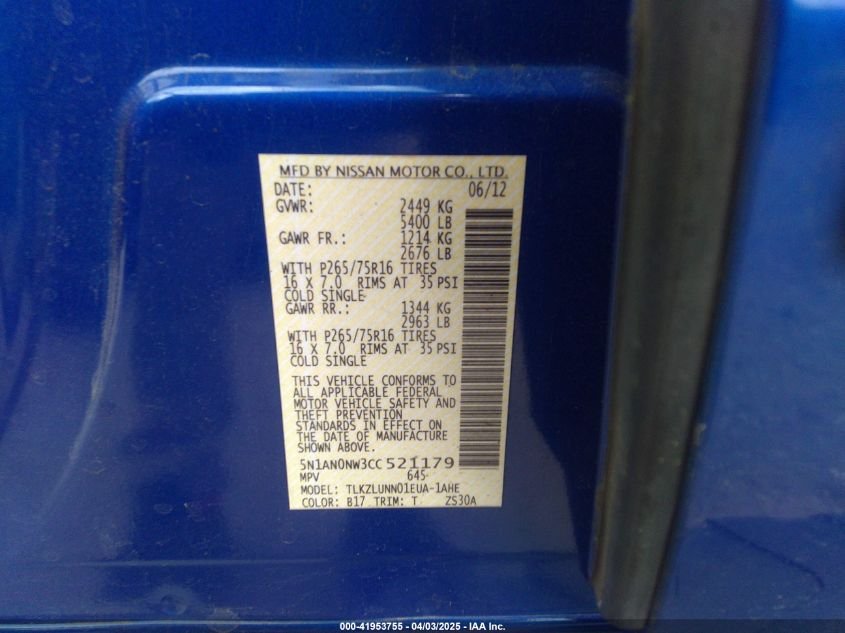 MFD BY NISSAN MOTOR CO., LTD.
DATE: 06/12
GVWR: 2449 KG
5400 LB
GAWR FR.: 1214 KG
2676 LB
WITH P265/75R16 TIRES
16 X 7.0 RIMS AT 35 PSI
COLD SINGLE
GAWR RR.: 1344 KG
2963 LB
WITH P265/75R16 TIRES
16 X 7.0 RIMS AT 35 PSI
COLD SINGLE
THIS VEHICLE CONFORMS TO
ALL APPLICABLE FEDERAL
MOTOR VEHICLE SAFETY AND
THEFT PREVENTION
STANDARDS IN EFFECT ON
THE DATE OF MANUFACTURE
SHOWN ABOVE.
5N1AN0NW3CC521179
MPV 645
MODEL: TLKZLUNN01EUA-1AHE
COLOR: B17 TRIM: T ZS30A
000-41953755 - 04/03/2025 - IAA Inc.